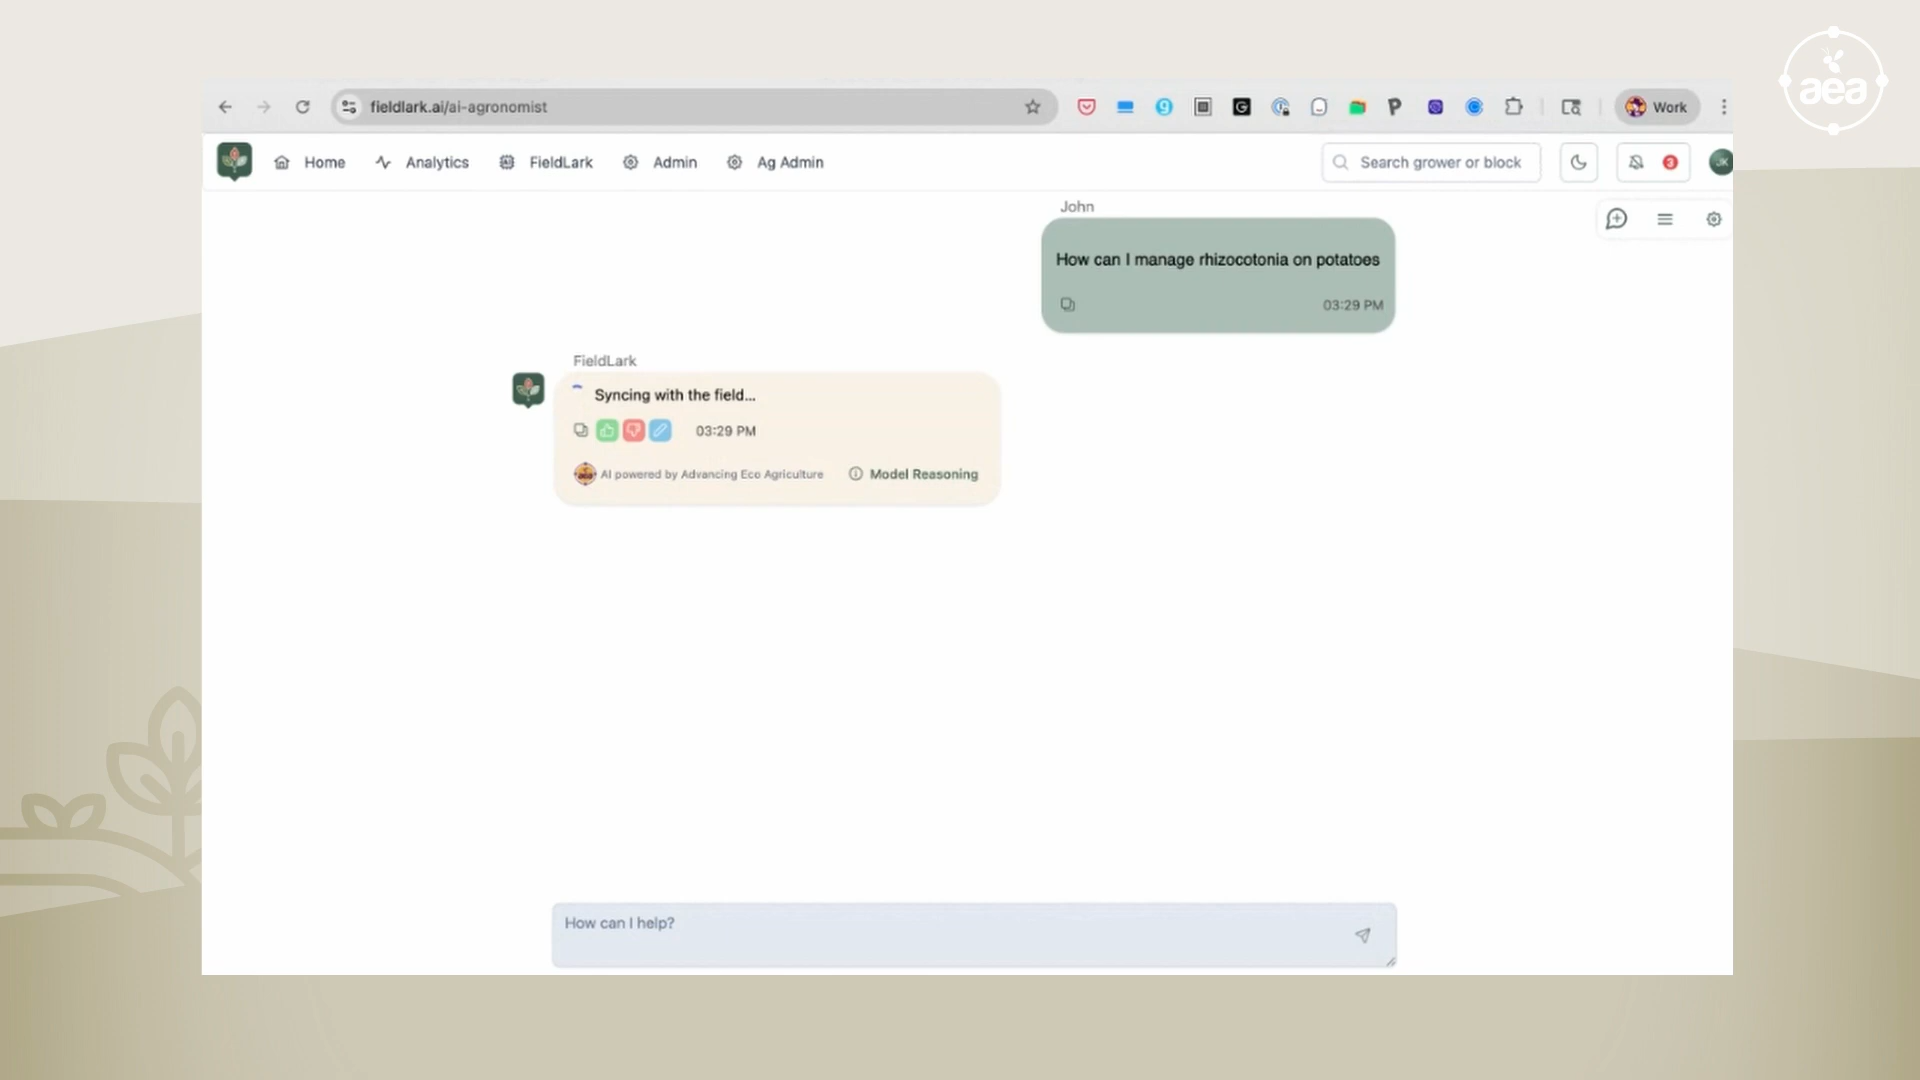 aea
fieldlark.ai/ai-agronomist
Work
Home
Analytics
FieldLark
Admin
Ag Admin
Search grower or block
3
JK
John
How can I manage rhizocotonia on potatoes
03:29 PM
FieldLark
Syncing with the field...
03:29 PM
AI powered by Advancing Eco Agriculture
Model Reasoning
How can I help?